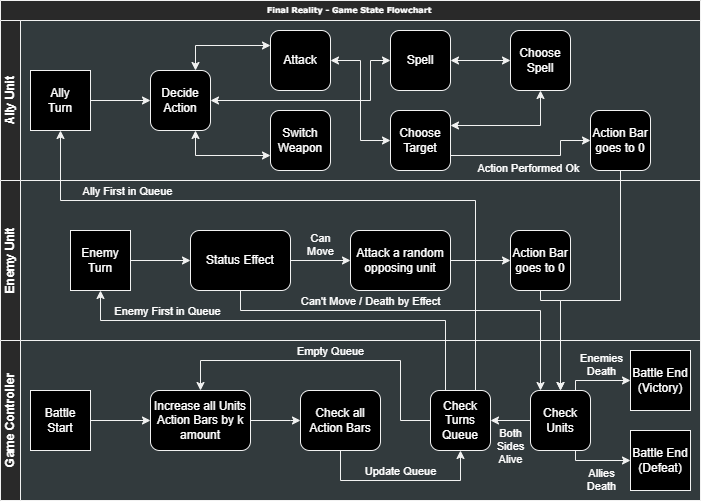 Final Reality - Game State Flowchart
Ally Unit
Ally
Turn
Decide
Action
Attack
Switch
Weapon
Spell
Choose
Target
Choose
Spell
Action Bar
goes to 0
Action Performed Ok
Ally First in Queue
Enemy Unit
Enemy
Turn
Status Effect
Can
Move
Attack a random
opposing unit
Action Bar
goes to 0
Can't Move / Death by Effect
Enemy First in Queue
Game Controller
Empty Queue
Battle
Start
Increase all Units
Action Bars by k
amount
Check all
Action Bars
Update Queue
Check
Turns
Queue
Both
Sides
Alive
Check
Units
Enemies
Death
Battle End
(Victory)
Allies
Death
Battle End
(Defeat)